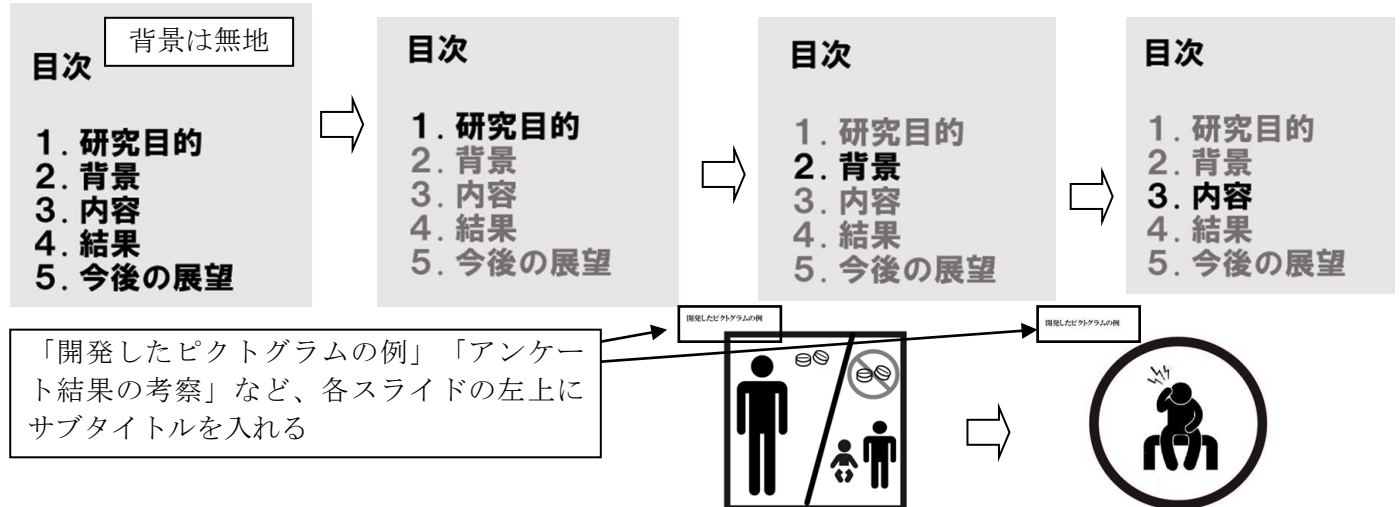 目次
背景は無地
1. 研究目的
2. 背景
3. 内容
4. 結果
5. 今後の展望
目次
1. 研究目的
2. 背景
3. 内容
4. 結果
5. 今後の展望
目次
1. 研究目的
2. 背景
3. 内容
4. 結果
5. 今後の展望
目次
1. 研究目的
2. 背景
3. 内容
4. 結果
5. 今後の展望
「開発したピクトグラムの例」「アンケー
ト結果の考察」など、各スライドの左上に
サブタイトルを入れる
開発したピクトグラムの例
開発したピクトグラムの例